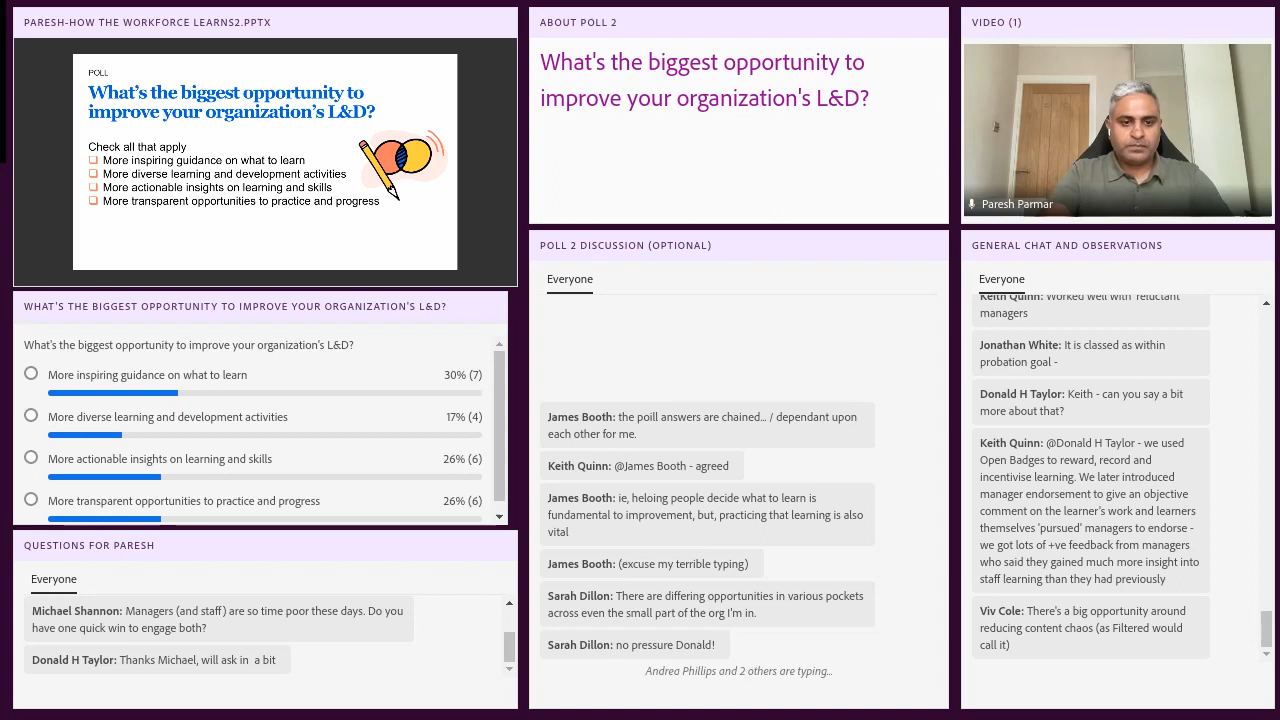 PARESH-HOW THE WORKFORCE LEARNS2.PPTX
POLL
What's the biggest opportunity to
improve your organization's L&D?
Check all that apply
More inspiring guidance on what to learn
More diverse learning and development activities
More actionable insights on learning and skills
More transparent opportunities to practice and progress
WHAT'S THE BIGGEST OPPORTUNITY TO IMPROVE YOUR ORGANIZATION'S L&D?
What's the biggest opportunity to improve your organization's L&D?
More inspiring guidance on what to learn 30% (7)
More diverse learning and development activities 17% (4)
More actionable insights on learning and skills 26% (6)
More transparent opportunities to practice and progress 26% (6)
QUESTIONS FOR PARESH
Everyone
Michael Shannon: Managers (and staff) are so time poor these days. Do you
have one quick win to engage both?
Donald H Taylor: Thanks Michael, will ask in a bit
ABOUT POLL 2
What's the biggest opportunity to
improve your organization's L&D?
POLL 2 DISCUSSION (OPTIONAL)
Everyone
James Booth: the poill answers are chained... / dependant upon
each other for me.
Keith Quinn: @James Booth - agreed
James Booth: ie, heloing people decide what to learn is
fundamental to improvement, but, practicing that learning is also
vital
James Booth: (excuse my terrible typing)
Sarah Dillon: There are differing opportunities in various pockets
across even the small part of the org I'm in.
Sarah Dillon: no pressure Donald!
Andrea Phillips and 2 others are typing...
VIDEO (1)
Paresh Parmar
GENERAL CHAT AND OBSERVATIONS
Everyone
Keith Quinn: Worked well with 'reluctant'
managers
Jonathan White: It is classed as within
probation goal -
Donald H Taylor: Keith - can you say a bit
more about that?
Keith Quinn: @Donald H Taylor - we used
Open Badges to reward, record and
incentivise learning. We later introduced
manager endorsement to give an objective
comment on the learner's work and learners
themselves 'pursued' managers to endorse -
we got lots of +ve feedback from managers
who said they gained much more insight into
staff learning than they had previously
Viv Cole: There's a big opportunity around
reducing content chaos (as Filtered would
call it)